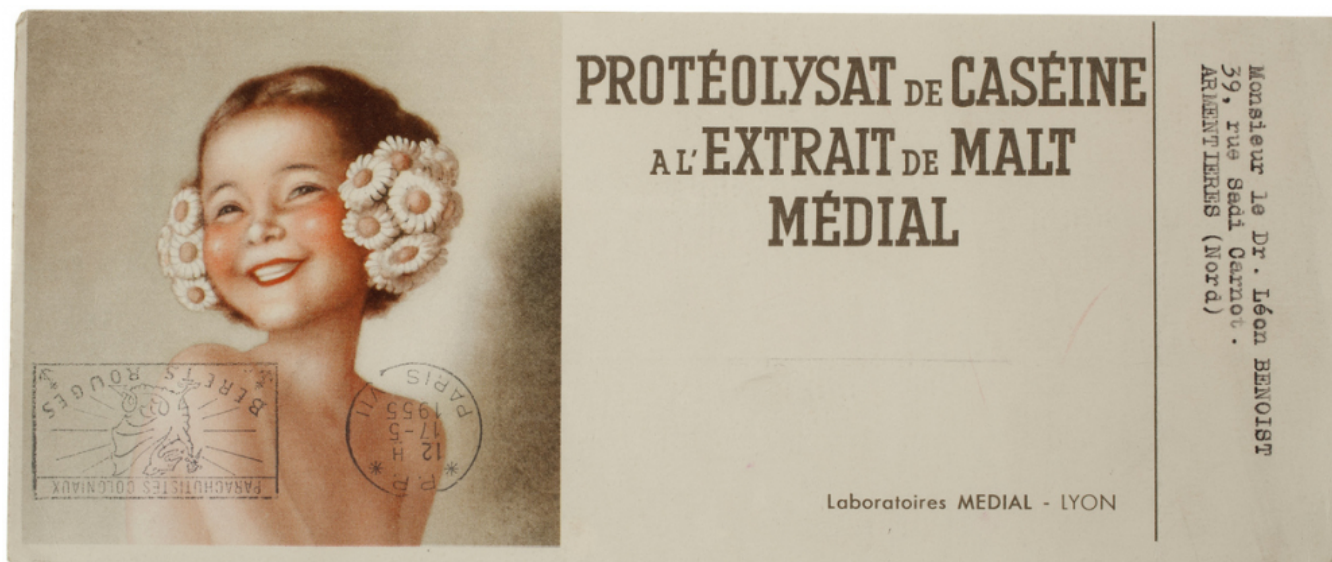 PROTÉOLYSAT DE CASÉINE
A L'EXTRAIT DE MALT
MÉDIAL
Laboratoires MEDIAL - LYON
Monsieur le Dr. Léon BENOIST
39, rue Sadi Carnot.
ARMENTIERES (Nord)
P.P.
12 H
17-5
1955
PARIS VII
PARACHUTISTES COLONIAUX
BERETS ROUGES